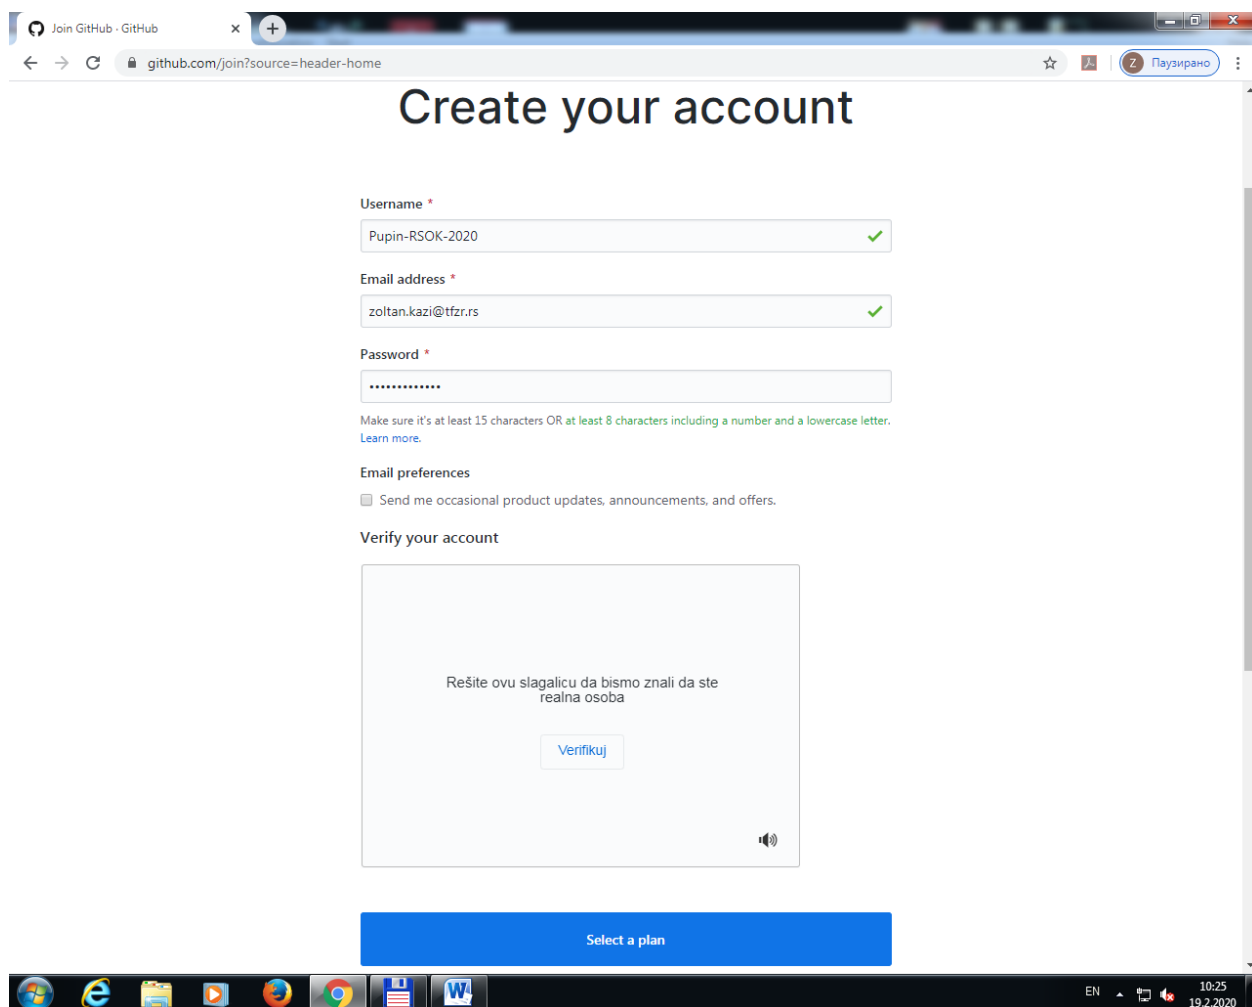 Join GitHub · GitHub
github.com/join?source=header-home
Z Паузирано
Create your account
Username *
Pupin-RSOK-2020
Email address *
zoltan.kazi@tfzr.rs
Password *
•••••••••••••
Make sure it's at least 15 characters OR at least 8 characters including a number and a lowercase letter.
Learn more.
Email preferences
Send me occasional product updates, announcements, and offers.
Verify your account
Rešite ovu slagalicu da bismo znali da ste
realna osoba
Verifikuj
Select a plan
EN
10:25
19.2.2020